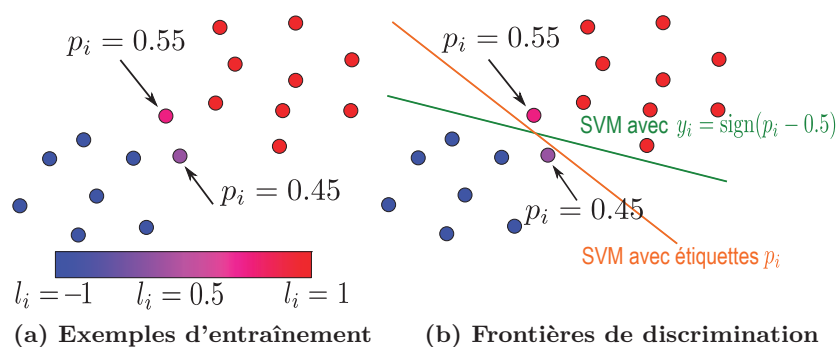 p_i = 0.55
p_i = 0.45
l_i = −1
l_i = 0.5
l_i = 1
(a) Exemples d'entraînement
p_i = 0.55
SVM avec y_i = sign(p_i − 0.5)
p_i = 0.45
SVM avec étiquettes p_i
(b) Frontières de discrimination